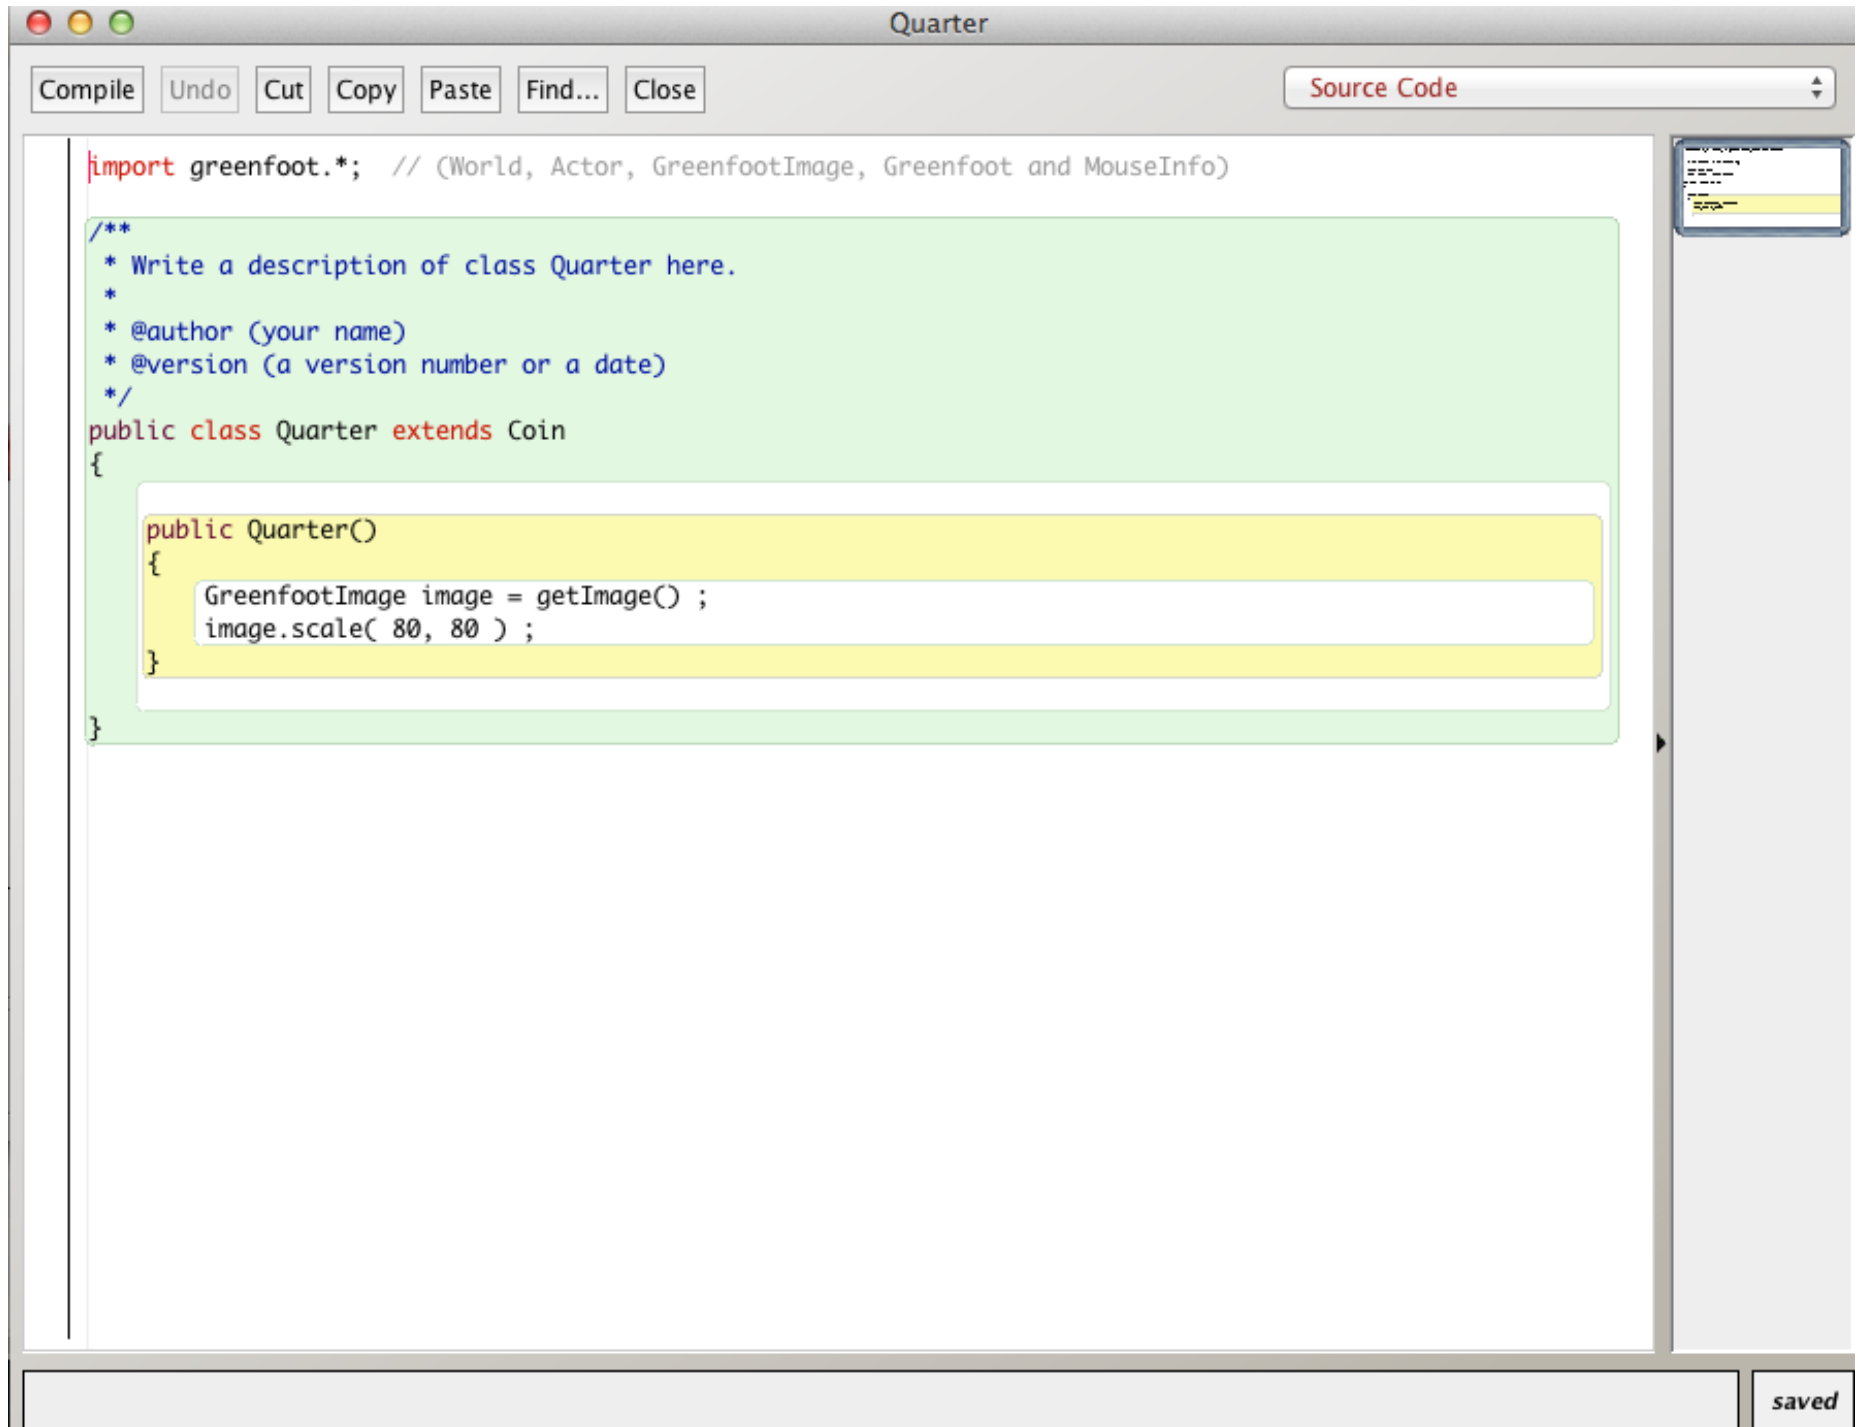 Quarter
Compile Undo Cut Copy Paste Find... Close Source Code
import greenfoot.*;  // (World, Actor, GreenfootImage, Greenfoot and MouseInfo)
/**
 * Write a description of class Quarter here.
 *
 * @author (your name)
 * @version (a version number or a date)
 */
public class Quarter extends Coin
{
    public Quarter()
    {
        GreenfootImage image = getImage() ;
        image.scale( 80, 80 ) ;
    }
}
saved